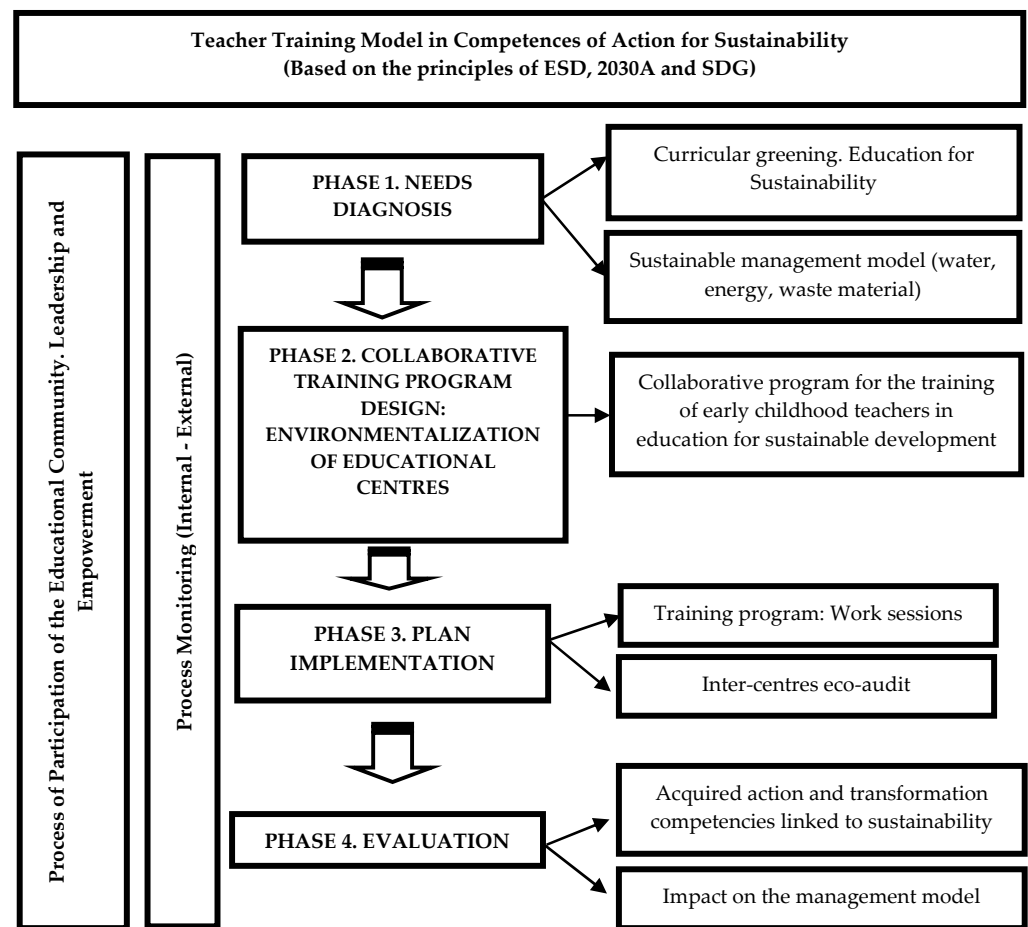 Teacher Training Model in Competences of Action for Sustainability
(Based on the principles of ESD, 2030A and SDG)
Process of Participation of the Educational Community. Leadership and
Empowerment
Process Monitoring (Internal - External)
PHASE 1. NEEDS
DIAGNOSIS
Curricular greening. Education for
Sustainability
Sustainable management model (water,
energy, waste material)
PHASE 2. COLLABORATIVE
TRAINING PROGRAM
DESIGN:
ENVIRONMENTALIZATION
OF EDUCATIONAL
CENTRES
Collaborative program for the training
of early childhood teachers in
education for sustainable development
PHASE 3. PLAN
IMPLEMENTATION
Training program: Work sessions
Inter-centres eco-audit
PHASE 4. EVALUATION
Acquired action and transformation
competencies linked to sustainability
Impact on the management model